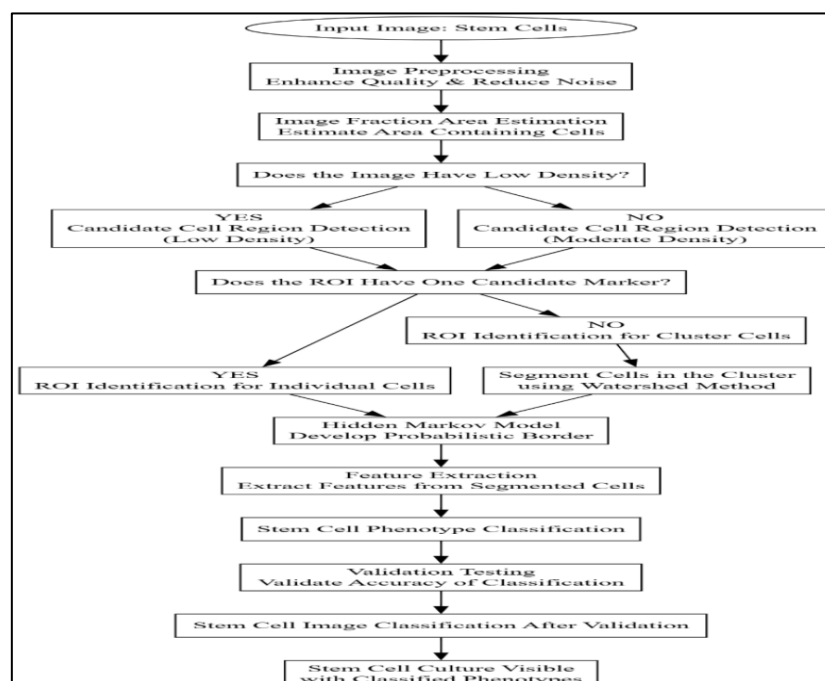 Input Image: Stem Cells
Image Preprocessing
Enhance Quality & Reduce Noise
Image Fraction Area Estimation
Estimate Area Containing Cells
Does the Image Have Low Density?
YES
Candidate Cell Region Detection
(Low Density)
NO
Candidate Cell Region Detection
(Moderate Density)
Does the ROI Have One Candidate Marker?
NO
ROI Identification for Cluster Cells
YES
ROI Identification for Individual Cells
Segment Cells in the Cluster
using Watershed Method
Hidden Markov Model
Develop Probabilistic Border
Feature Extraction
Extract Features from Segmented Cells
Stem Cell Phenotype Classification
Validation Testing
Validate Accuracy of Classification
Stem Cell Image Classification After Validation
Stem Cell Culture Visible
with Classified Phenotypes